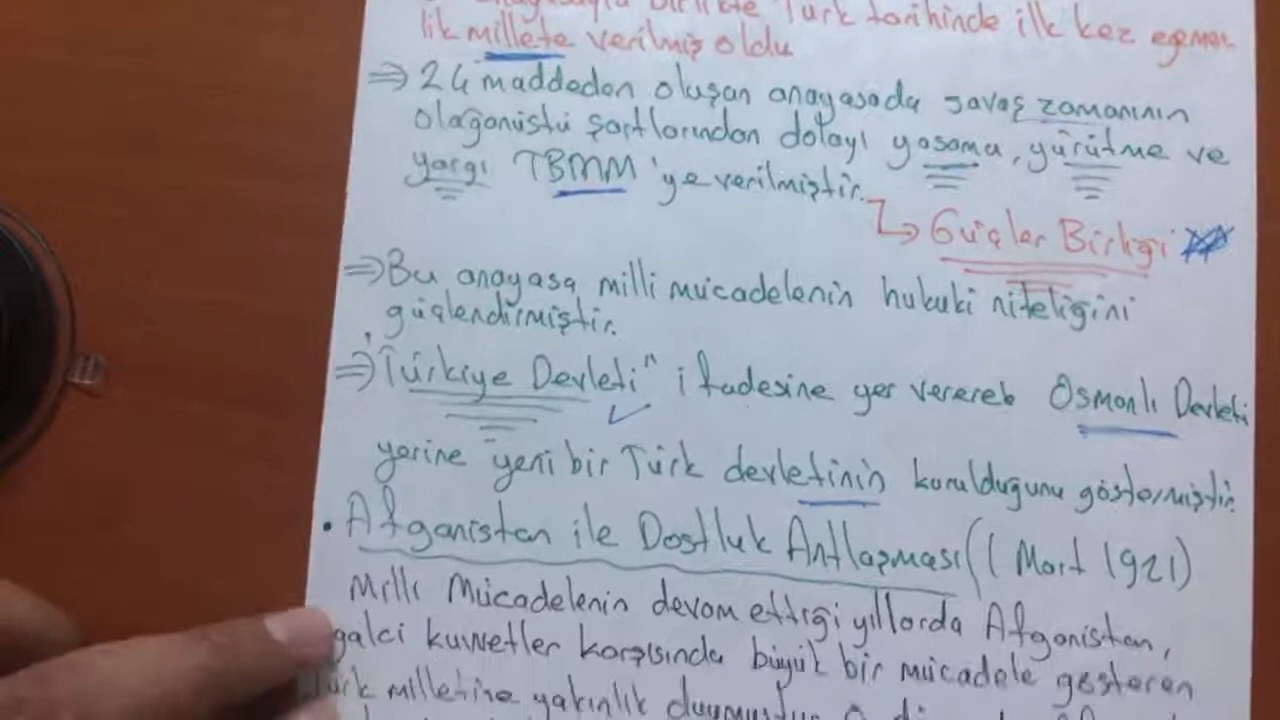 birlikte Türk tarihinde ilk kez egemen
lik millete verilmiş oldu
⇒ 24 maddeden oluşan anayasada savaş zamanının
olağanüstü şartlarından dolayı yasama, yürütme ve
yargı TBMM'ye verilmiştir.
↳ Güçler Birliği
⇒ Bu anayasa milli mücadelenin hukuki niteliğini
güçlendirmiştir.
⇒ "Türkiye Devleti" ifadesine yer vererek Osmanlı Devleti
yerine yeni bir Türk devletinin kurulduğunu göstermiştir.
• Afganistan ile Dostluk Antlaşması (1 Mart 1921)
Milli Mücadelenin devam ettiği yıllarda Afganistan,
galci kuvvetler karşısında büyük bir mücadele gösteren
Türk milletine yakınlık duymuştur